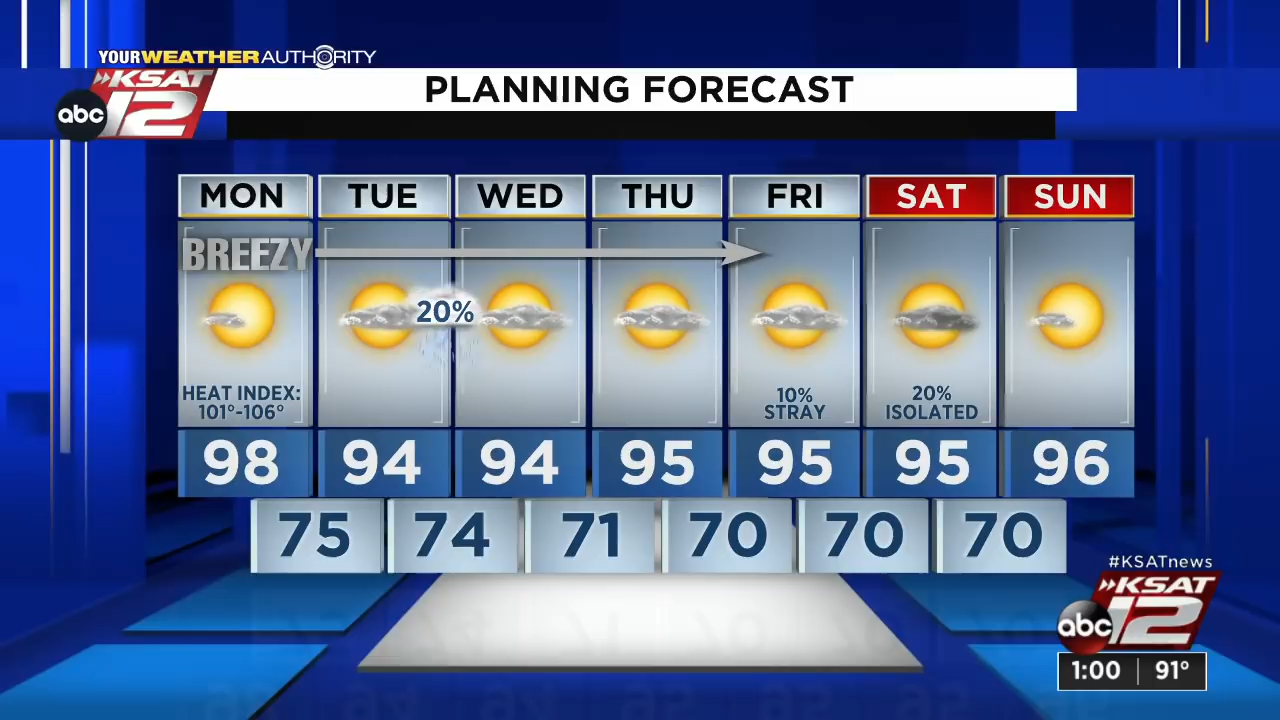 YOURWEATHERAUTHORITY
KSAT
abc 12
PLANNING FORECAST
MON TUE WED THU FRI SAT SUN
BREEZY
20%
HEAT INDEX:
101°-106°
10%
STRAY
20%
ISOLATED
98 94 94 95 95 95 96
75 74 71 70 70 70
#KSATnews
KSAT
abc 12
1:00 91°